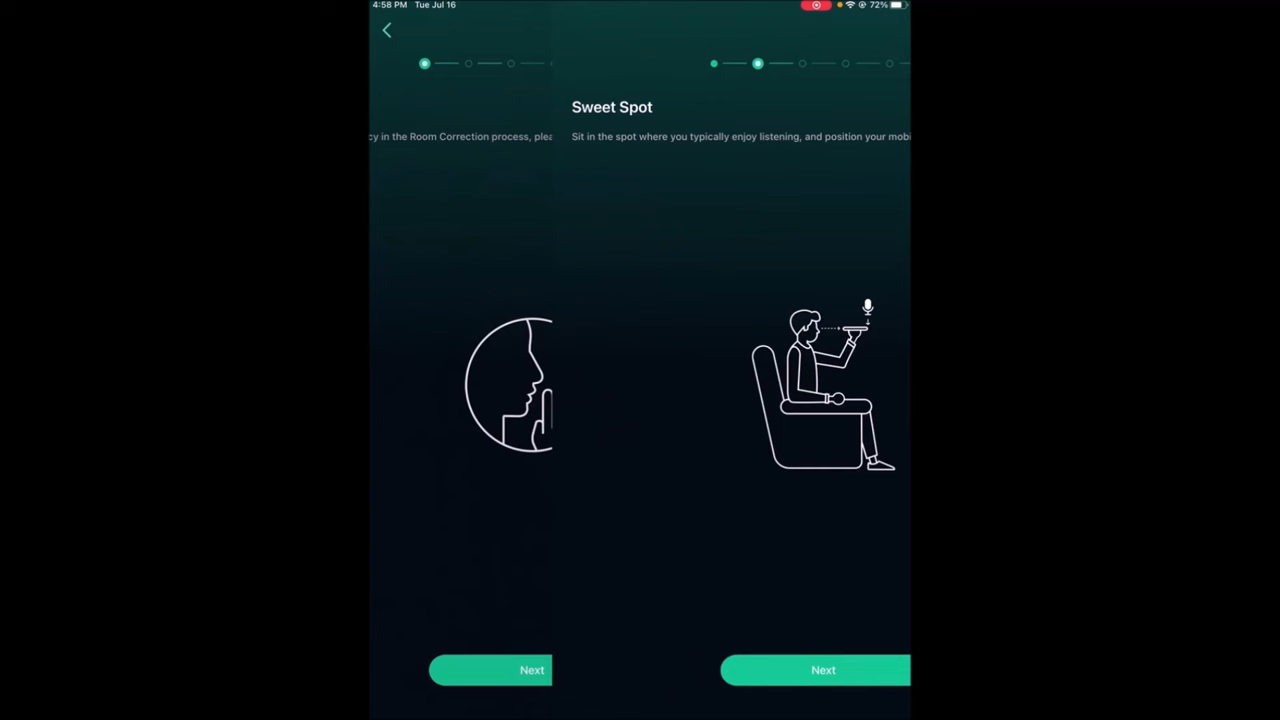 4:58 PM Tue Jul 16
72%
Sweet Spot
cy in the Room Correction process, plea
Sit in the spot where you typically enjoy listening, and position your mobi
Next
Next